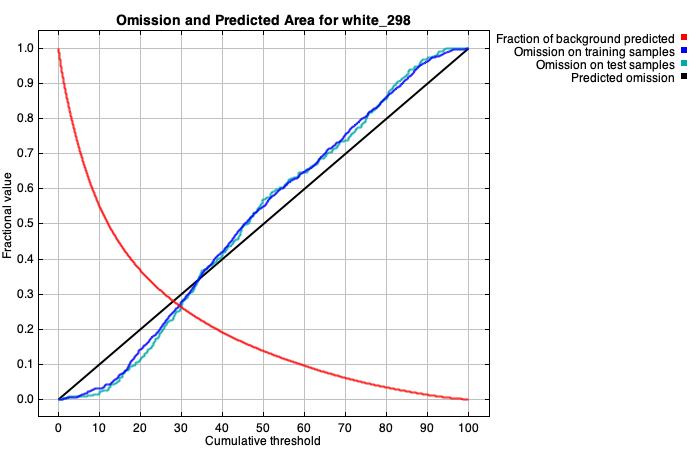 Omission and Predicted Area for white_298
Fraction of background predicted
Omission on training samples
Omission on test samples
Predicted omission
Fractional value
1.0
0.9
0.8
0.7
0.6
0.5
0.4
0.3
0.2
0.1
0.0
0 10 20 30 40 50 60 70 80 90 100
Cumulative threshold